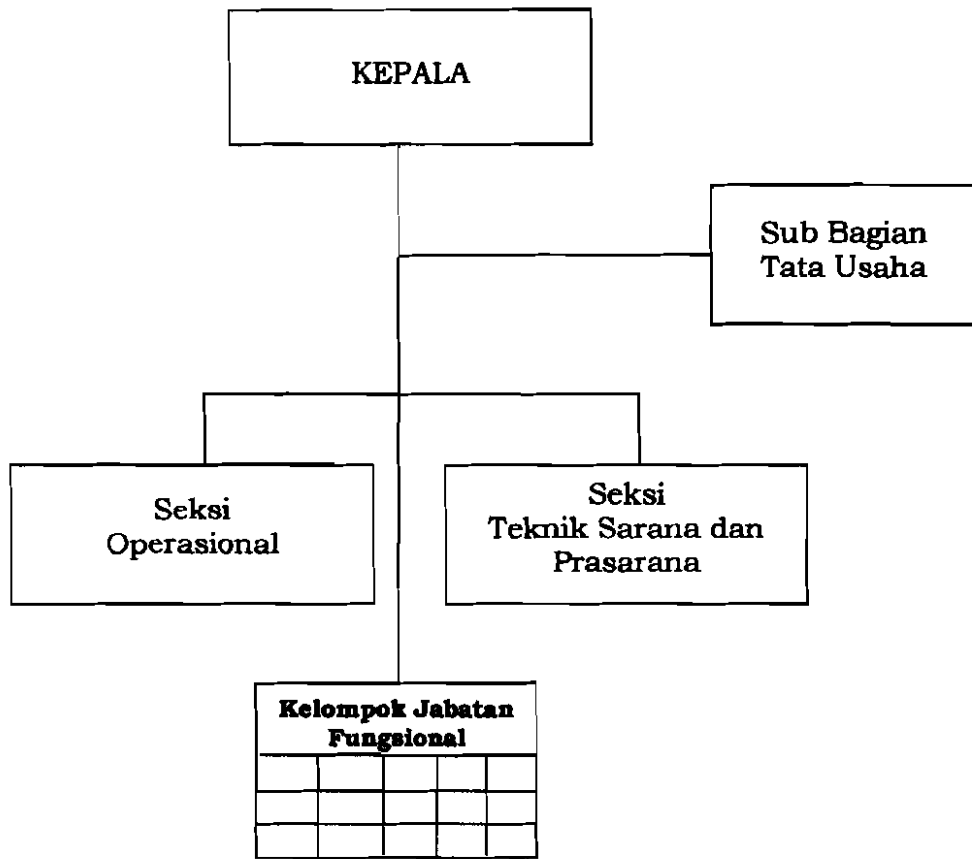 KEPALA
Sub Bagian
Tata Usaha
Seksi
Operasional
Seksi
Teknik Sarana dan
Prasarana
Kelompok Jabatan
Fungsional